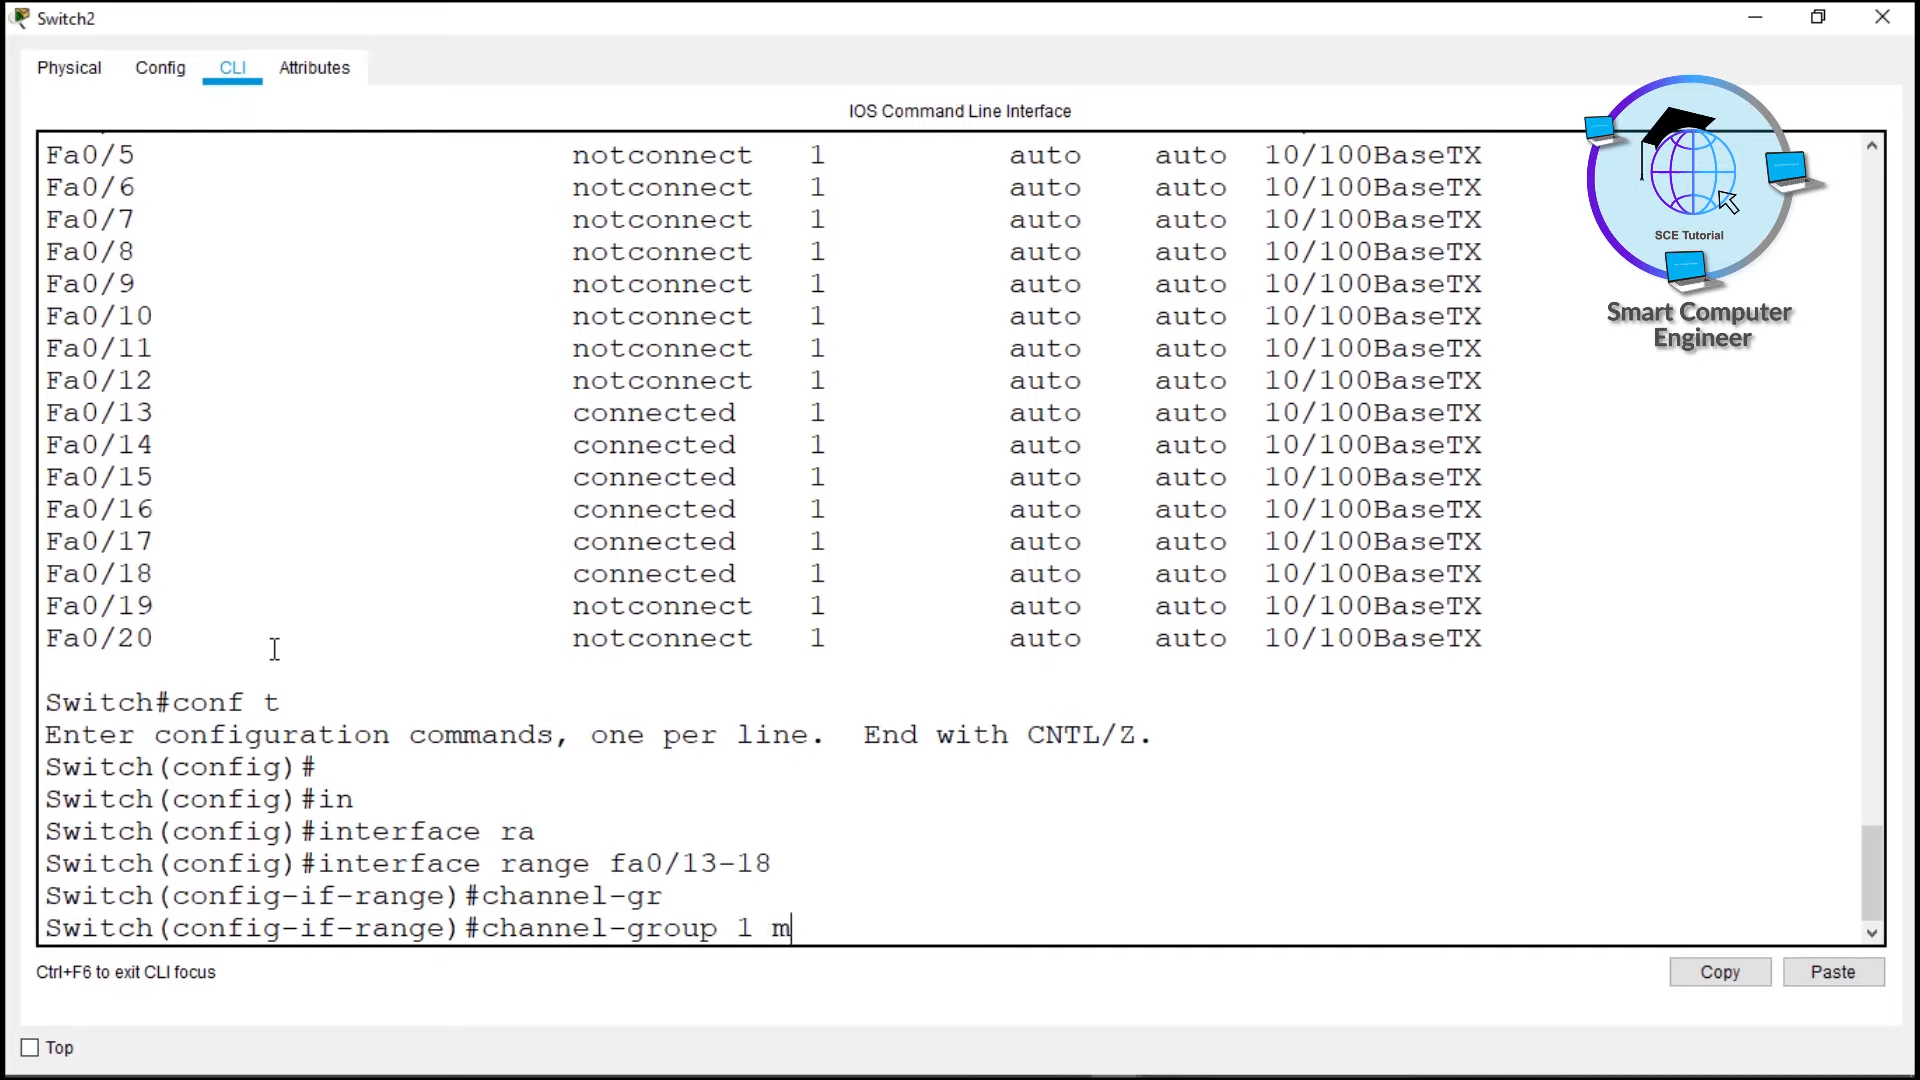 Switch2
Physical Config CLI Attributes
IOS Command Line Interface
Fa0/5 notconnect 1 auto auto 10/100BaseTX
Fa0/6 notconnect 1 auto auto 10/100BaseTX
Fa0/7 notconnect 1 auto auto 10/100BaseTX
Fa0/8 notconnect 1 auto auto 10/100BaseTX
Fa0/9 notconnect 1 auto auto 10/100BaseTX
Fa0/10 notconnect 1 auto auto 10/100BaseTX
Fa0/11 notconnect 1 auto auto 10/100BaseTX
Fa0/12 notconnect 1 auto auto 10/100BaseTX
Fa0/13 connected 1 auto auto 10/100BaseTX
Fa0/14 connected 1 auto auto 10/100BaseTX
Fa0/15 connected 1 auto auto 10/100BaseTX
Fa0/16 connected 1 auto auto 10/100BaseTX
Fa0/17 connected 1 auto auto 10/100BaseTX
Fa0/18 connected 1 auto auto 10/100BaseTX
Fa0/19 notconnect 1 auto auto 10/100BaseTX
Fa0/20 notconnect 1 auto auto 10/100BaseTX
Switch#conf t
Enter configuration commands, one per line. End with CNTL/Z.
Switch(config)#
Switch(config)#in
Switch(config)#interface ra
Switch(config)#interface range fa0/13-18
Switch(config-if-range)#channel-gr
Switch(config-if-range)#channel-group 1 m
Ctrl+F6 to exit CLI focus
Copy Paste
Top
SCE Tutorial
Smart Computer
Engineer